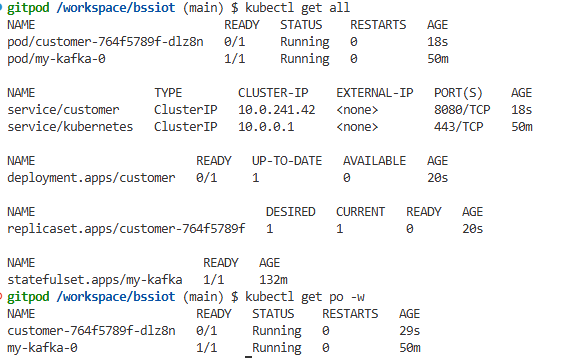 gitpod /workspace/bssiot (main) $ kubectl get all
NAME READY STATUS RESTARTS AGE
pod/customer-764f5789f-dlz8n 0/1 Running 0 18s
pod/my-kafka-0 1/1 Running 0 50m
NAME TYPE CLUSTER-IP EXTERNAL-IP PORT(S) AGE
service/customer ClusterIP 10.0.241.42 <none> 8080/TCP 18s
service/kubernetes ClusterIP 10.0.0.1 <none> 443/TCP 50m
NAME READY UP-TO-DATE AVAILABLE AGE
deployment.apps/customer 0/1 1 0 20s
NAME DESIRED CURRENT READY AGE
replicaset.apps/customer-764f5789f 1 1 0 20s
NAME READY AGE
statefulset.apps/my-kafka 1/1 132m
gitpod /workspace/bssiot (main) $ kubectl get po -w
NAME READY STATUS RESTARTS AGE
customer-764f5789f-dlz8n 0/1 Running 0 29s
my-kafka-0 1/1 Running 0 50m